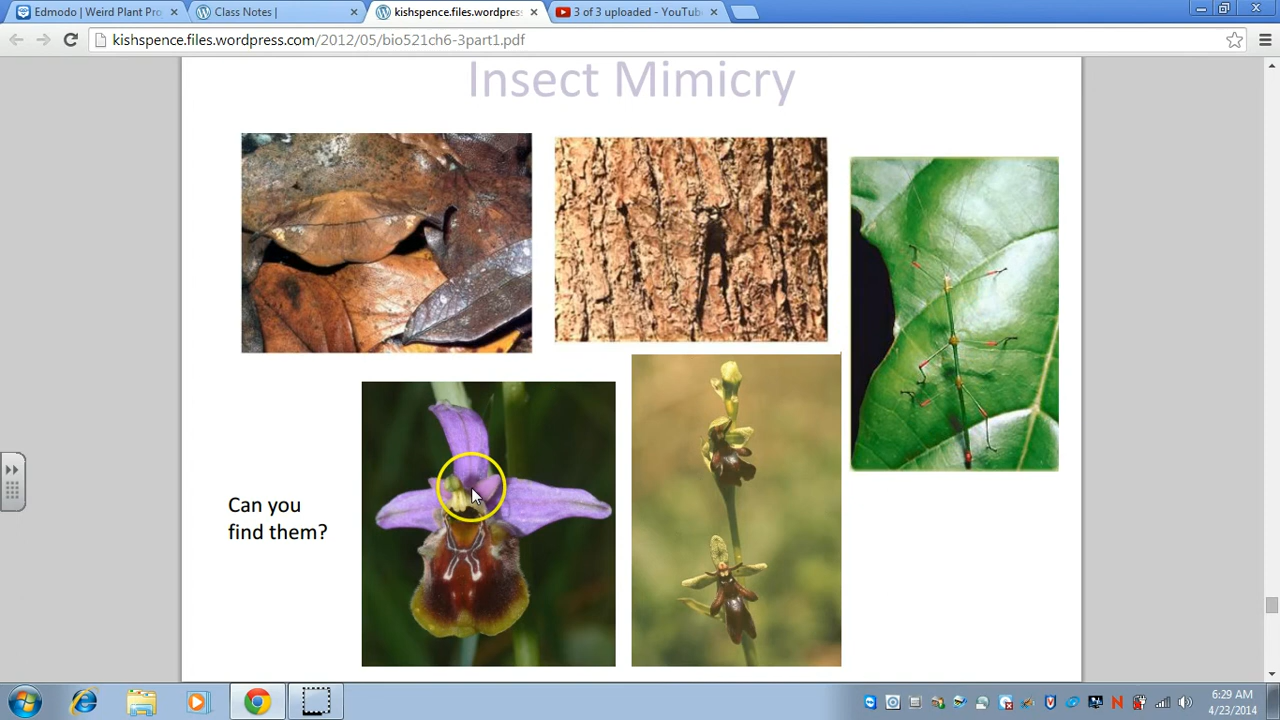 Edmodo | Weird Plant Pro
Class Notes |
kishspence.files.wordpres
3 of 3 uploaded - YouTub
kishspence.files.wordpress.com/2012/05/bio521ch6-3part1.pdf
Insect Mimicry
Can you
find them?
6:29 AM
4/23/2014